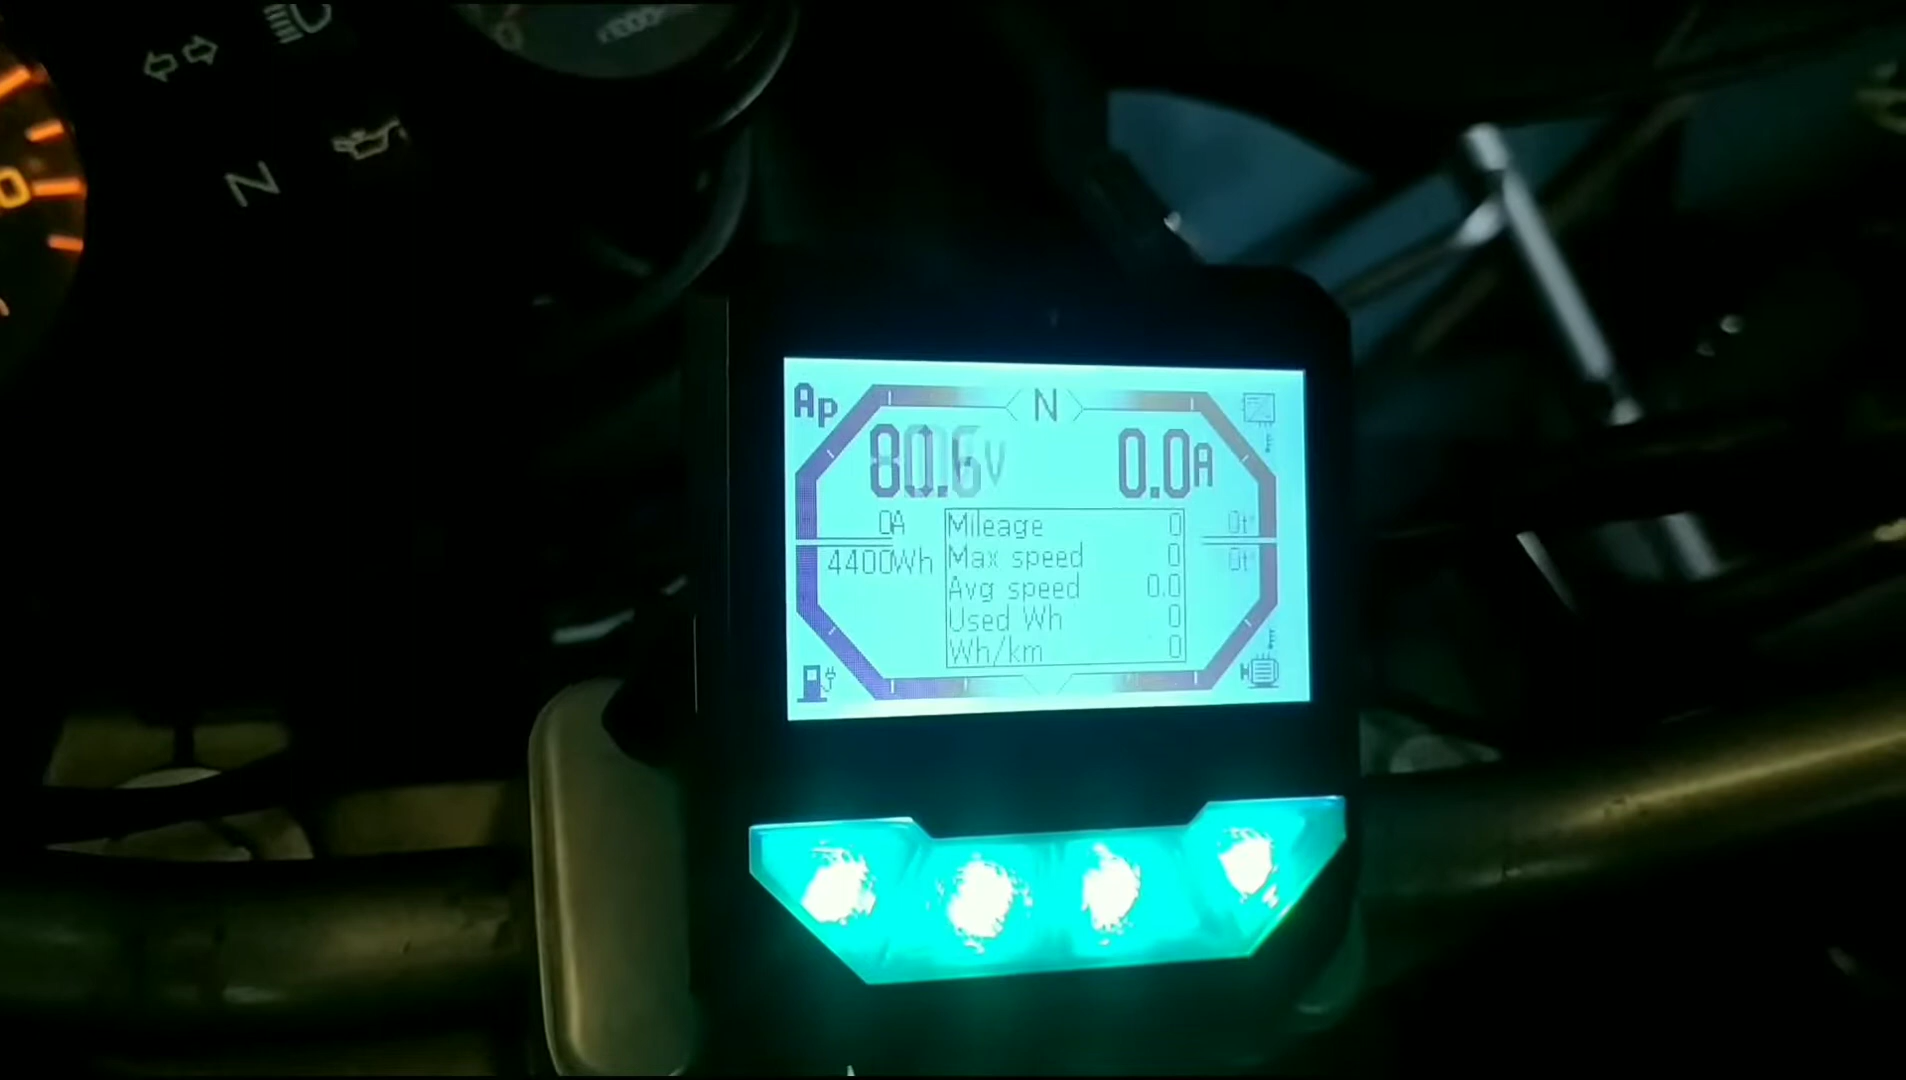 N
Ap
N
80.6V
0.0A
0A
4400Wh
Mileage 0
Max speed 0
Avg speed 0.0
Used Wh 0
Wh/km 0
0t°
0t°
M